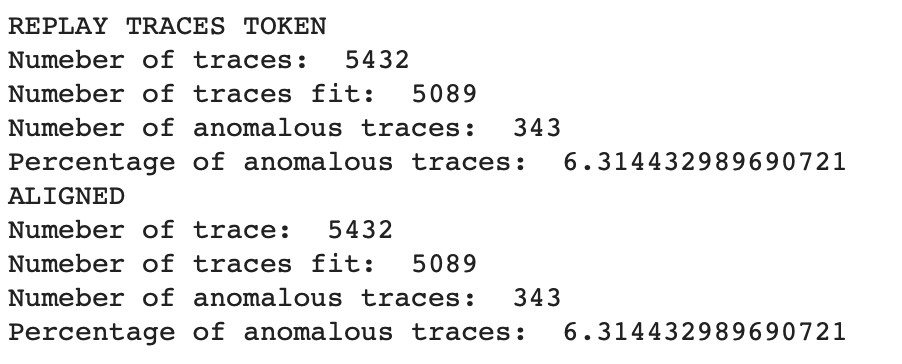 REPLAY TRACES TOKEN
Numeber of traces:  5432
Numeber of traces fit:  5089
Numeber of anomalous traces:  343
Percentage of anomalous traces:  6.314432989690721
ALIGNED
Numeber of trace:  5432
Numeber of traces fit:  5089
Numeber of anomalous traces:  343
Percentage of anomalous traces:  6.314432989690721